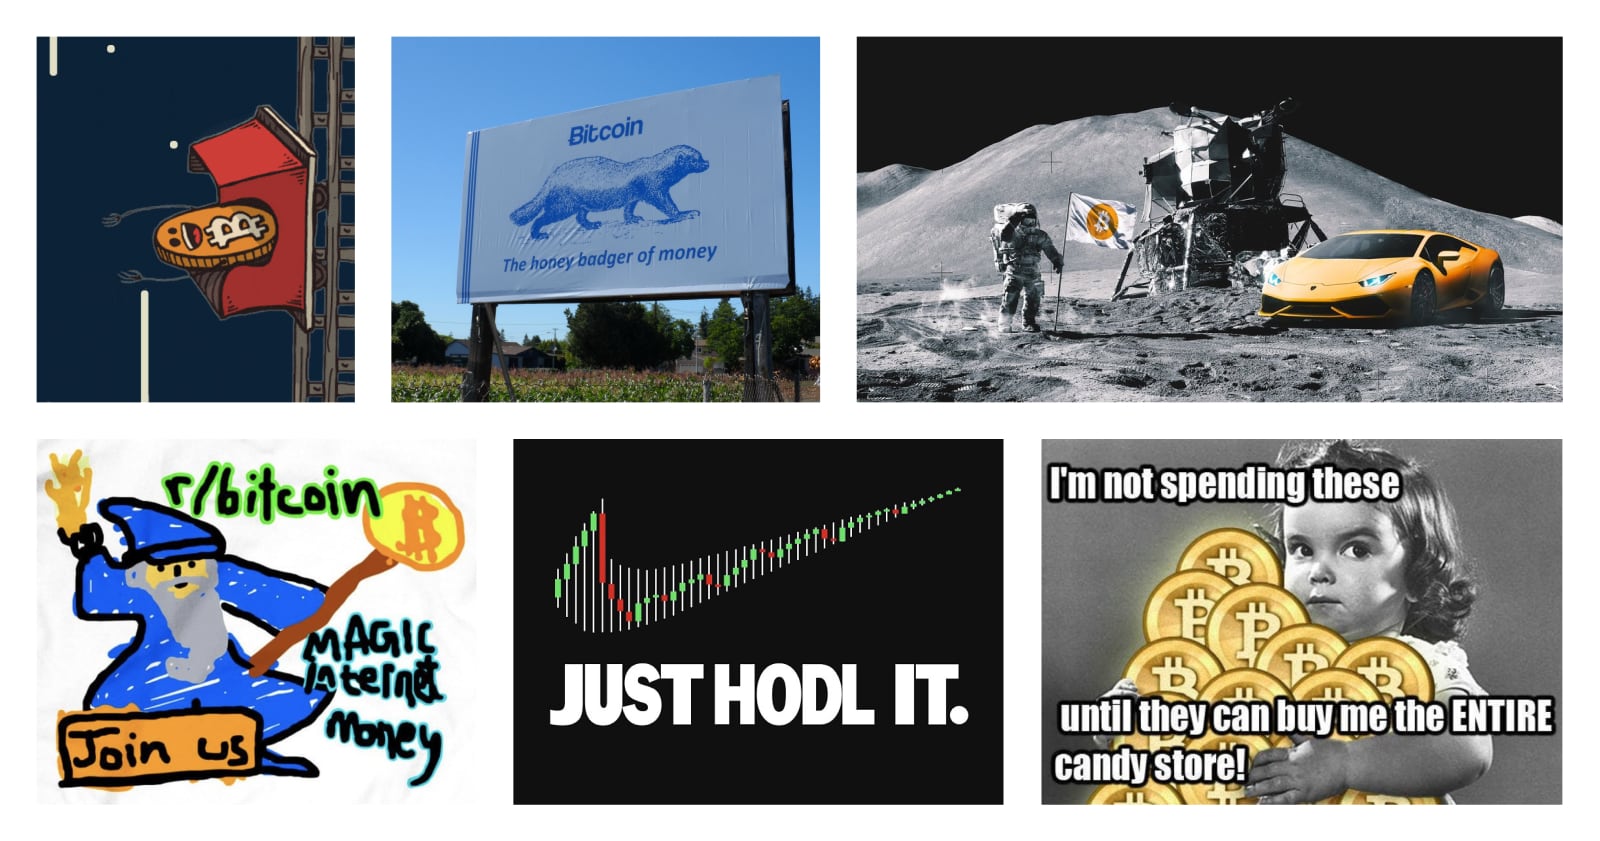 Bitcoin
The honey badger of money
r/bitcoin
MAGIC
internet
money
Join us
JUST HODL IT.
I'm not spending these
until they can buy me the ENTIRE
candy store!